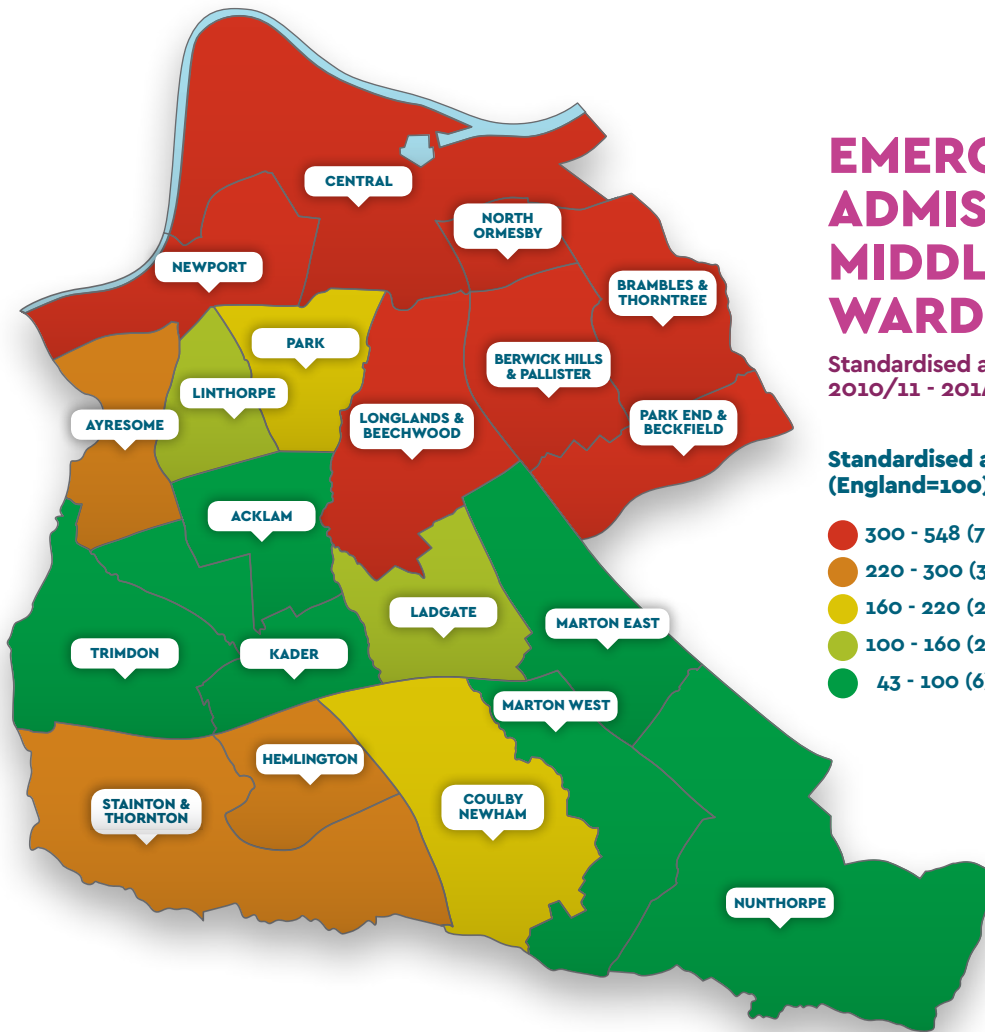 CENTRAL
NORTH
ORMESBY
NEWPORT
BRAMBLES &
THORNTREE
PARK
BERWICK HILLS
& PALLISTER
LINTHORPE
AYRESOME
LONGLANDS &
BEECHWOOD
PARK END &
BECKFIELD
ACKLAM
LADGATE
MARTON EAST
TRIMDON
KADER
MARTON WEST
HEMLINGTON
STAINTON &
THORNTON
COULBY
NEWHAM
NUNTHORPE
EMERG
ADMIS
MIDDL
WARD
Standardised a
2010/11 - 201
Standardised a
(England=100)
300 - 548 (7
220 - 300 (3
160 - 220 (2
100 - 160 (2
43 - 100 (6)